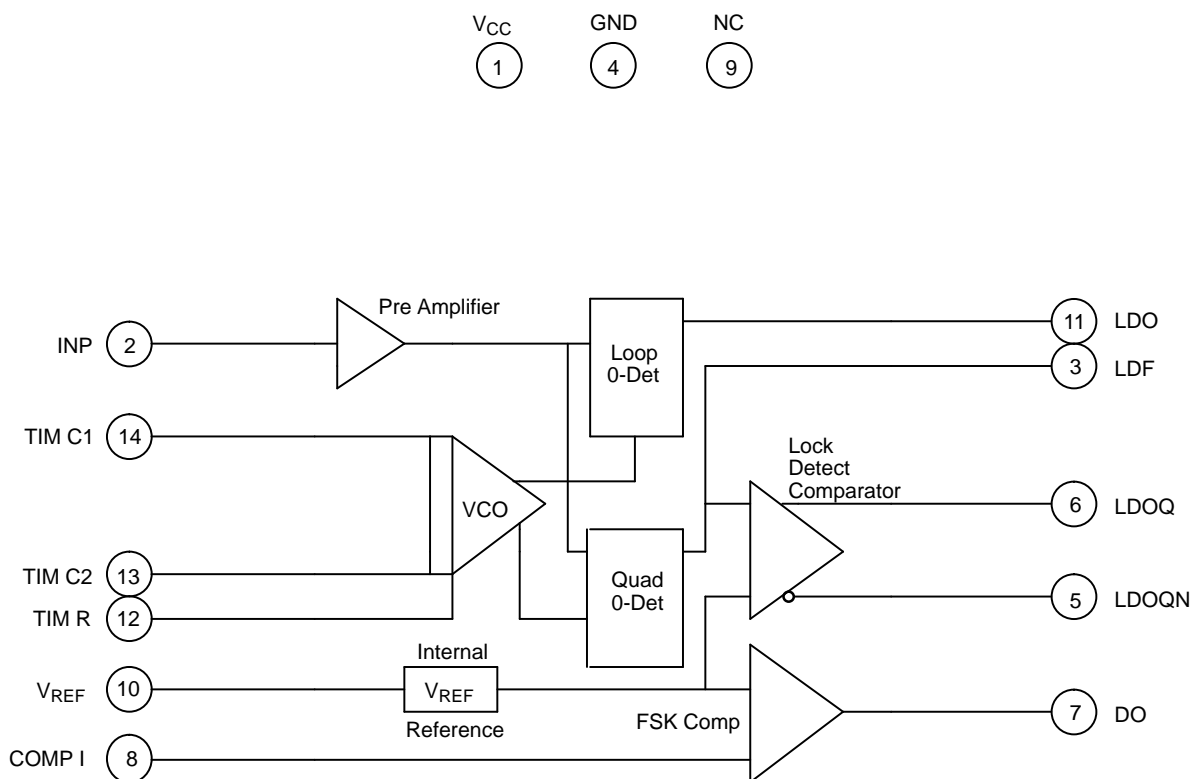 VCC GND NC
1 4 9
Pre Amplifier
INP 2
Loop
0-Det
11 LDO
3 LDF
TIM C1 14
VCO
Lock
Detect
Comparator
6 LDOQ
TIM C2 13
TIM R 12
Quad
0-Det
5 LDOQN
Internal
VREF 10
VREF
Reference
FSK Comp
7 DO
COMP I 8